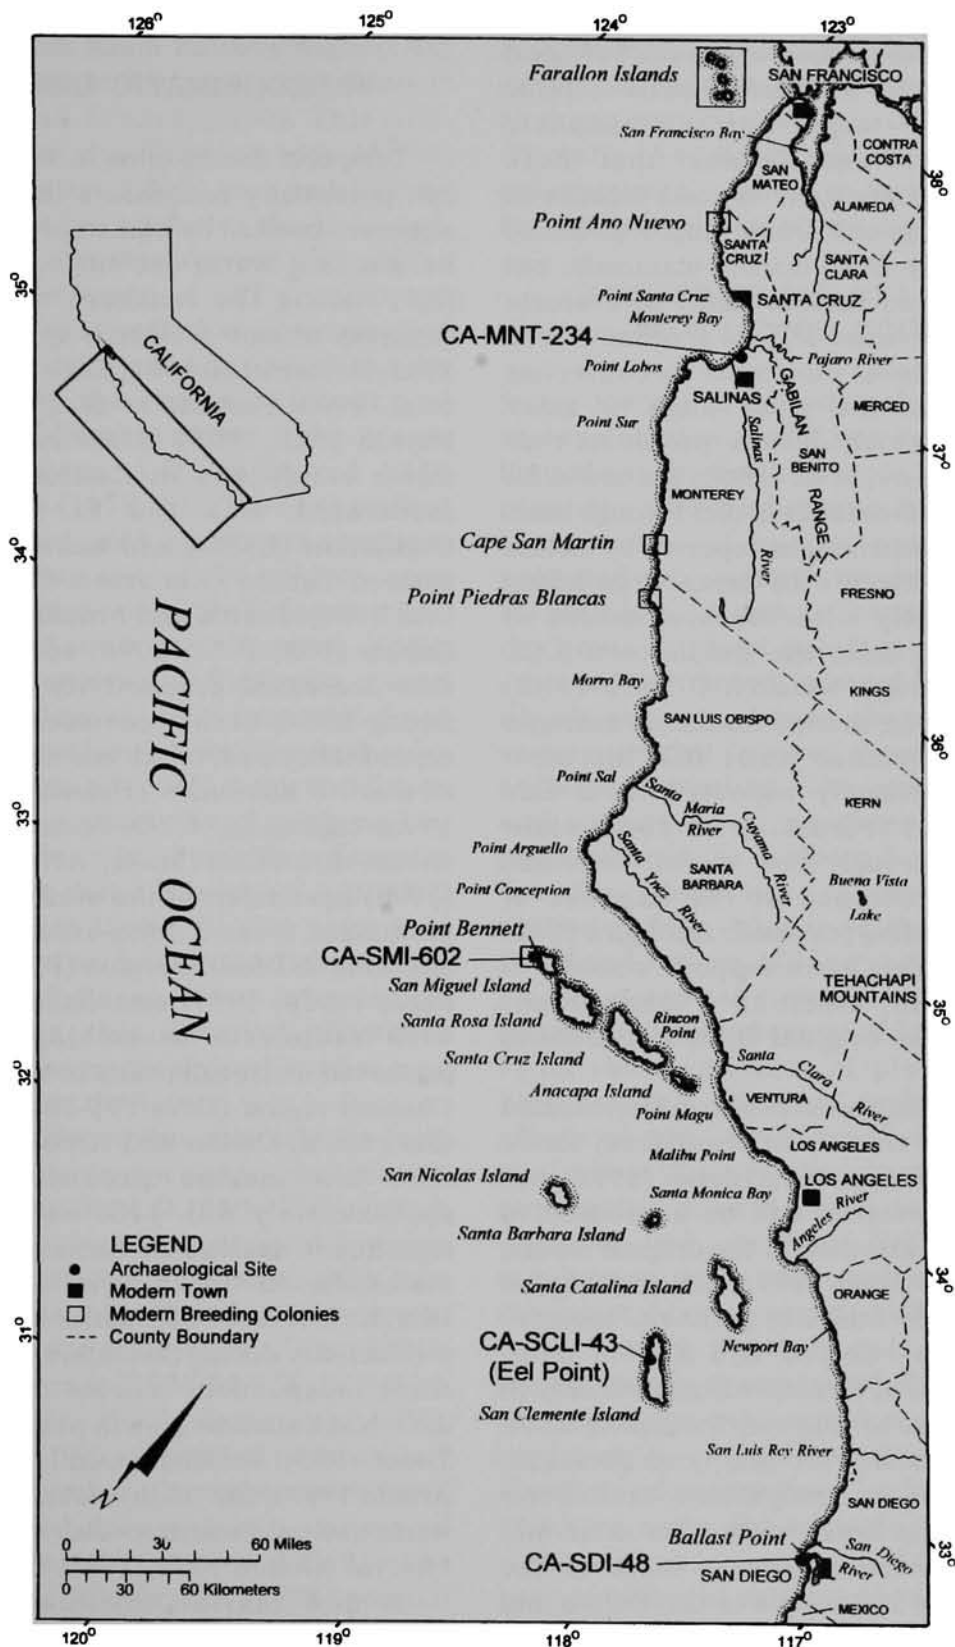 126°
125°
124°
123°
Farallon Islands
SAN FRANCISCO
San Francisco Bay
CONTRA
COSTA
SAN
MATEO
38°
ALAMEDA
Point Ano Nuevo
SANTA
CRUZ
SANTA
CLARA
35°
Point Santa Cruz
SANTA CRUZ
Monterey Bay
CA-MNT-234
Pajaro River
Point Lobos
CALIFORNIA
SALINAS
GABILAN
RANGE
MERCED
Point Sur
Salinas
River
SAN
BENITO
37°
MONTEREY
Cape San Martin
34°
FRESNO
Point Piedras Blancas
PACIFIC
OCEAN
Morro Bay
KINGS
SAN LUIS OBISPO
36°
Point Sal
Santa
Maria
River
KERN
33°
Cuyama
River
Point Arguello
Santa
Ynez
River
SANTA
BARBARA
Buena Vista
Lake
Point Conception
Point Bennett
CA-SMI-602
San Miguel Island
TEHACHAPI
MOUNTAINS
35°
Santa Rosa Island
Rincon
Point
Santa Cruz Island
Santa
Clara
River
32°
Anacapa Island
VENTURA
Point Magu
LOS ANGELES
Malibu Point
San Nicolas Island
Santa Monica Bay
LOS ANGELES
Angeles River
Santa Barbara Island
LEGEND
Archaeological Site
Modern Town
Modern Breeding Colonies
County Boundary
Santa Catalina Island
34°
ORANGE
31°
CA-SCLI-43
(Eel Point)
Newport Bay
San Clemente Island
San Luis Rey River
N
SAN DIEGO
Ballast Point
33°
0 30 60 Miles
CA-SDI-48
San Diego
River
SAN DIEGO
0 30 60 Kilometers
MEXICO
120°
119°
118°
117°